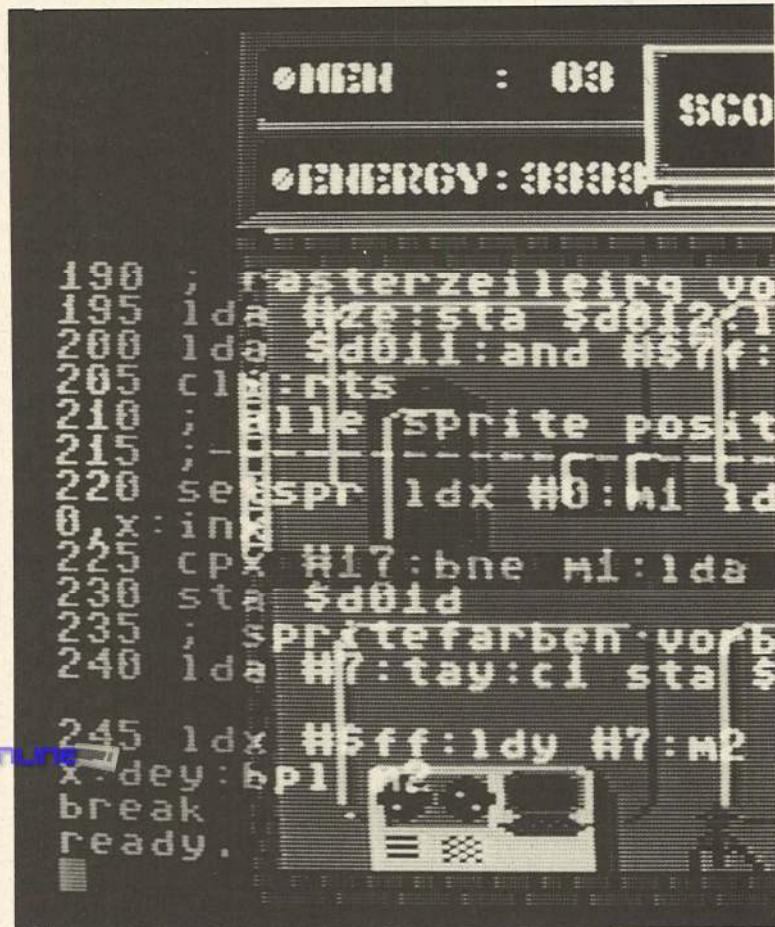 *MEN : 03
SCO
*ENERGY:3333
190 ; rasterzeileirq vo
195 lda #ze:sta $d012:l
200 lda $d011:and #$7f:
205 cli:rts
210 ; alle sprite posit
215 ;-------------------
220 setspr ldx #0:m1 ld
0,x:inx
225 cpx #17:bne m1:lda
230 sta $d01d
235 ; spritefarben vorb
240 lda #7:tay:cl sta $
245 ldx #$ff:ldy #7:m2
x:dey:bpl m2
break
ready.